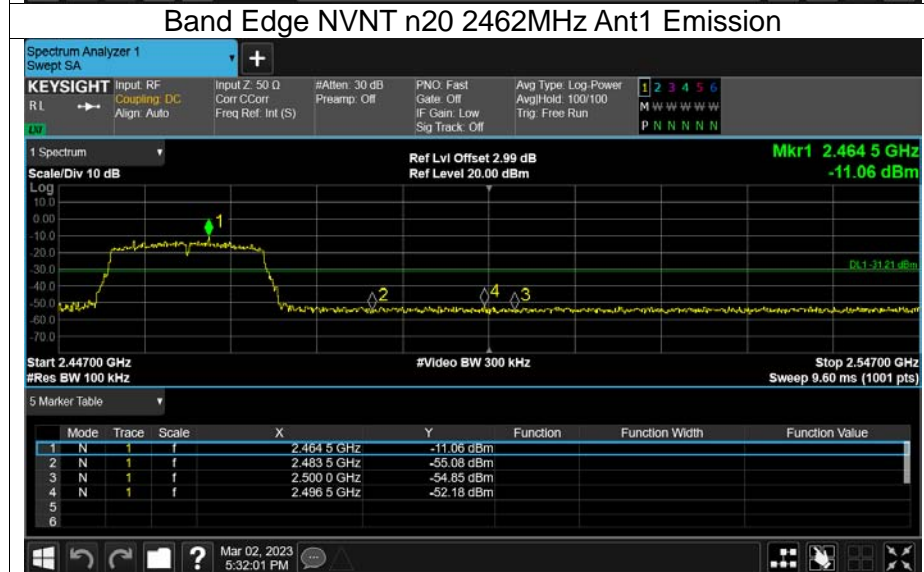 Band Edge NVNT n20 2462MHz Ant1 Emission
Spectrum Analyzer 1
Swept SA
+
KEYSIGHT Input: RF Input Z: 50 Ω #Atten: 30 dB PNO: Fast Avg Type: Log-Power 1 2 3 4 5 6
RL Coupling: DC Corr CCorr Preamp: Off Gate: Off Avg|Hold: 100/100 M W W W W W
Align: Auto Freq Ref: Int (S) IF Gain: Low Trig: Free Run
LXI Sig Track: Off P N N N N N
1 Spectrum Ref Lvl Offset 2.99 dB Mkr1 2.464 5 GHz
Scale/Div 10 dB Ref Level 20.00 dBm -11.06 dBm
Log
10.0
0.00 1
-10.0
-20.0
-30.0 DL1 -31.21 dBm
-40.0
-50.0 2 4 3
-60.0
-70.0
Start 2.44700 GHz #Video BW 300 kHz Stop 2.54700 GHz
#Res BW 100 kHz Sweep 9.60 ms (1001 pts)
5 Marker Table
Mode Trace Scale X Y Function Function Width Function Value
1 N 1 f 2.464 5 GHz -11.06 dBm
2 N 1 f 2.483 5 GHz -55.08 dBm
3 N 1 f 2.500 0 GHz -54.85 dBm
4 N 1 f 2.496 5 GHz -52.18 dBm
5
6
? Mar 02, 2023
5:32:01 PM